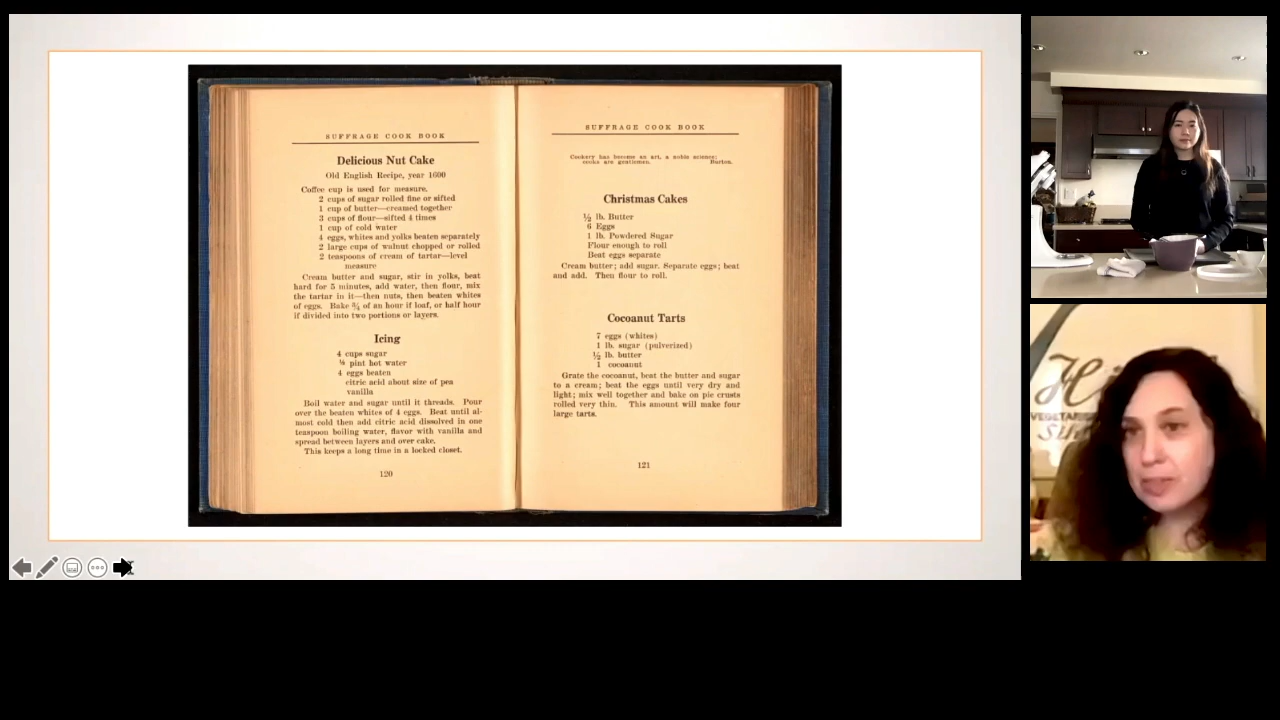 SUFFRAGE COOK BOOK
Delicious Nut Cake
Old English Recipe, year 1600
Coffee cup is used for measure.
2 cups of sugar rolled fine or sifted
1 cup of butter—creamed together
3 cups of flour—sifted 4 times
1 cup of cold water
4 eggs, whites and yolks beaten separately
2 large cups of walnut chopped or rolled
2 teaspoons of cream of tartar—level
measure
Cream butter and sugar, stir in yolks, beat
hard for 5 minutes, add water, then flour, mix
the tartar in it—then nuts, then beaten whites
of eggs. Bake ¾ of an hour if loaf, or half hour
if divided into two portions or layers.
Icing
4 cups sugar
pint hot water
4 eggs beaten
citric acid about size of pea
vanilla
Boil water and sugar until it threads. Pour
over the beaten whites of 4 eggs. Beat until al-
most cold then add citric acid dissolved in one
teaspoon boiling water, flavor with vanilla and
spread between layers and over cake.
This keeps a long time in a locked closet.
120
SUFFRAGE COOK BOOK
Cookery has become an art, a noble science;
cooks are gentlemen. Burton.
Christmas Cakes
½ lb. Butter
6 Eggs
1 lb. Powdered Sugar
Flour enough to roll
Beat eggs separate
Cream butter; add sugar. Separate eggs; beat
and add. Then flour to roll.
Cocoanut Tarts
7 eggs (whites)
1 lb. sugar (pulverized)
½ lb. butter
1 cocoanut
Grate the cocoanut, beat the butter and sugar
to a cream; beat the eggs until very dry and
light; mix well together and bake on pie crusts
rolled very thin. This amount will make four
large tarts.
121
VEGETARIAN